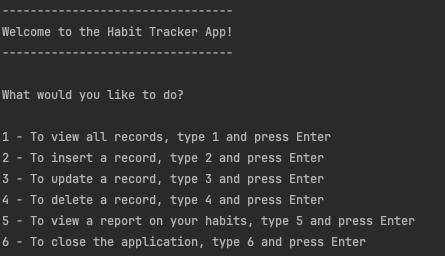 ---------------------------------
Welcome to the Habit Tracker App!
---------------------------------
What would you like to do?
1 - To view all records, type 1 and press Enter
2 - To insert a record, type 2 and press Enter
3 - To update a record, type 3 and press Enter
4 - To delete a record, type 4 and press Enter
5 - To view a report on your habits, type 5 and press Enter
6 - To close the application, type 6 and press Enter